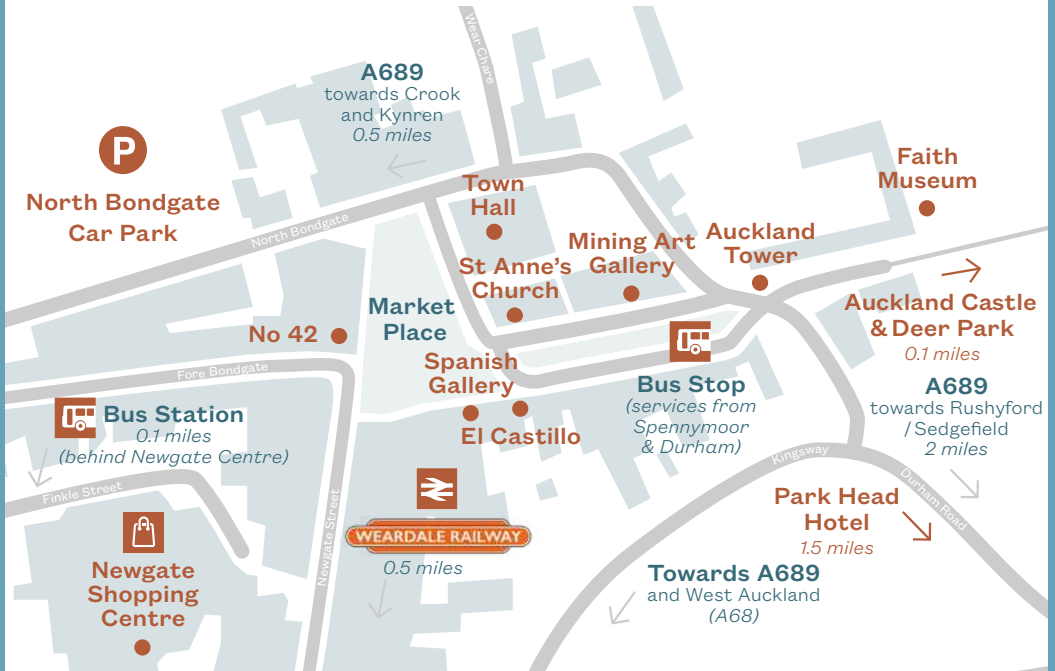 Wear Chare
A689
towards Crook
and Kynren
0.5 miles
P
North Bondgate
Car Park
North Bondgate
Town
Hall
Faith
Museum
Mining Art
Gallery
Auckland
Tower
St Anne's
Church
Market
Place
No 42
Auckland Castle
& Deer Park
0.1 miles
Spanish
Gallery
El Castillo
Fore Bondgate
Bus Station
0.1 miles
(behind Newgate Centre)
Bus Stop
(services from
Spennymoor
& Durham)
A689
towards Rushyford
/ Sedgefield
2 miles
Kingsway
Durham Road
Finkle Street
Newgate Street
Park Head
Hotel
1.5 miles
WEARDALE RAILWAY
0.5 miles
Newgate
Shopping
Centre
Towards A689
and West Auckland
(A68)